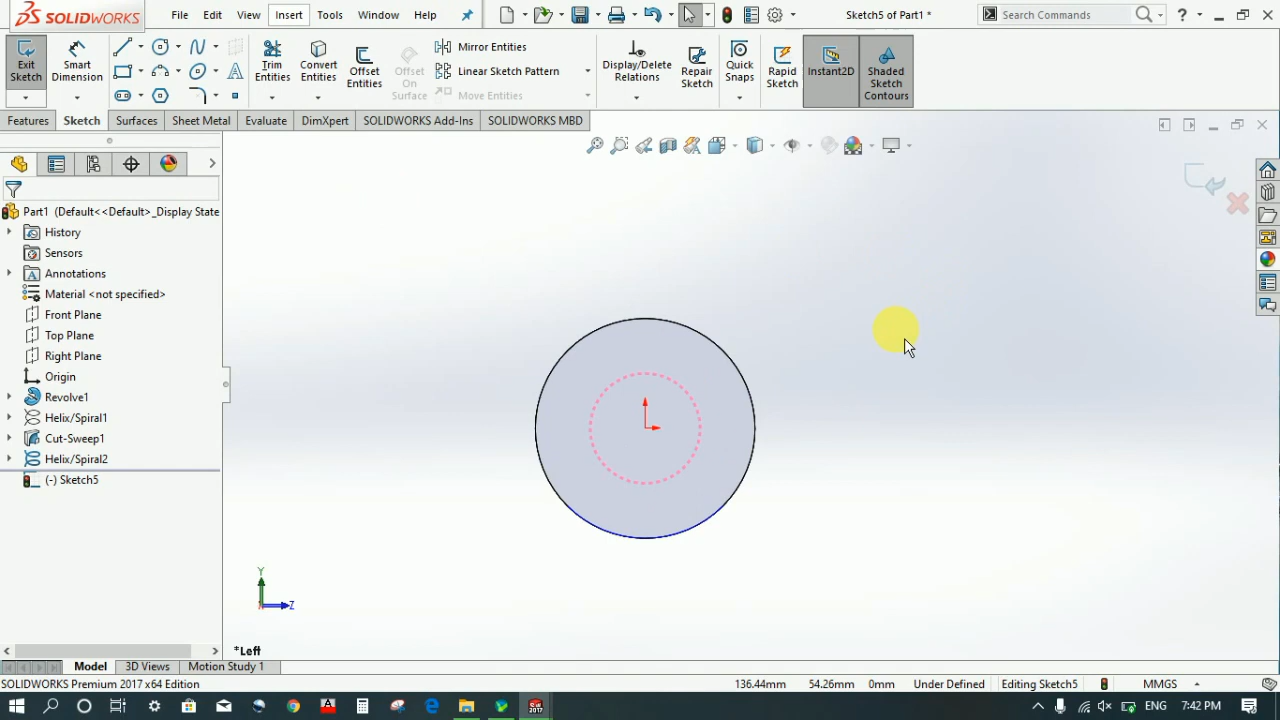 SOLIDWORKS File Edit View Insert Tools Window Help Sketch5 of Part1 * Search Commands ?
Exit Sketch
Smart Dimension
Trim Entities
Convert Entities
Offset Entities
Offset On Surface
Mirror Entities
Linear Sketch Pattern
Move Entities
Display/Delete Relations
Repair Sketch
Quick Snaps
Rapid Sketch
Instant2D
Shaded Sketch Contours
Features Sketch Surfaces Sheet Metal Evaluate DimXpert SOLIDWORKS Add-Ins SOLIDWORKS MBD
Part1 (Default<<Default>_Display State
History
Sensors
Annotations
Material <not specified>
Front Plane
Top Plane
Right Plane
Origin
Revolve1
Helix/Spiral1
Cut-Sweep1
Helix/Spiral2
(-) Sketch5
Y
Z
*Left
Model 3D Views Motion Study 1
SOLIDWORKS Premium 2017 x64 Edition 136.44mm 54.26mm 0mm Under Defined Editing Sketch5 MMGS
ENG 7:42 PM